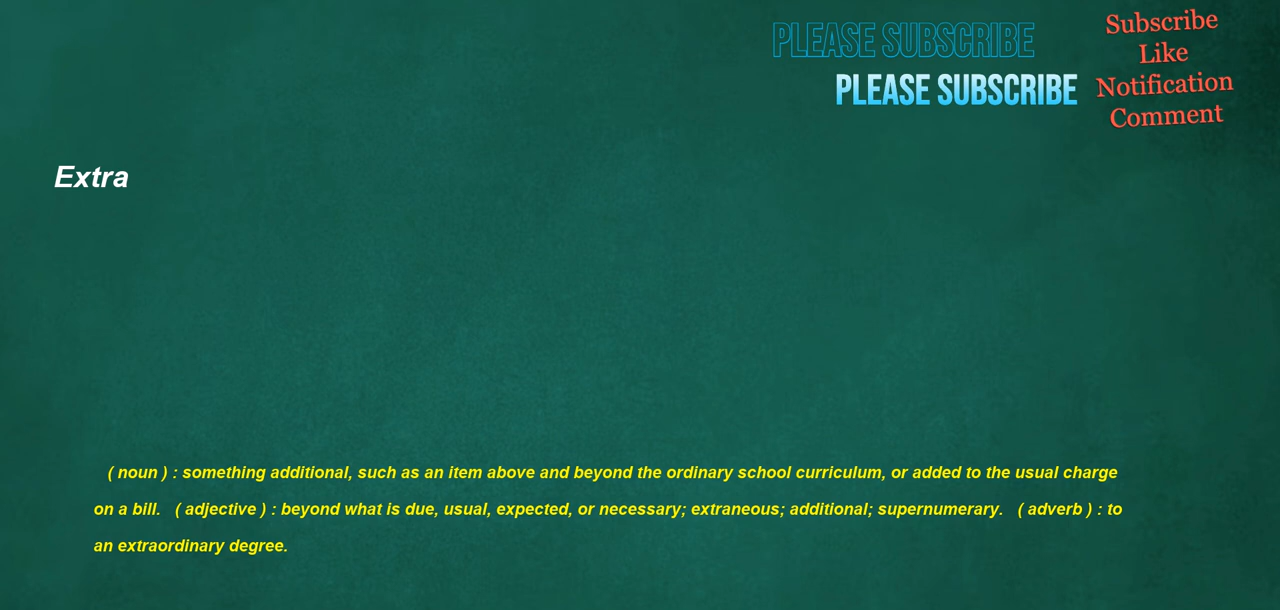 PLEASE SUBSCRIBE
PLEASE SUBSCRIBE
Subscribe
Like
Notification
Comment
Extra
( noun ) : something additional, such as an item above and beyond the ordinary school curriculum, or added to the usual charge
on a bill. ( adjective ) : beyond what is due, usual, expected, or necessary; extraneous; additional; supernumerary. ( adverb ) : to
an extraordinary degree.